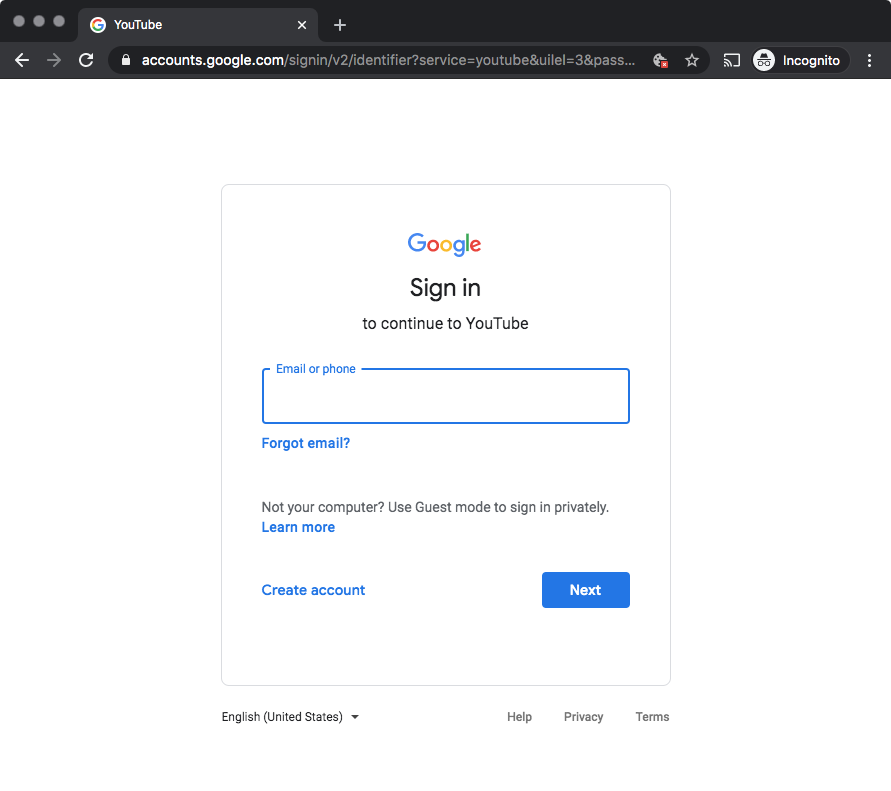 YouTube
accounts.google.com/signin/v2/identifier?service=youtube&uilel=3&pass...
Incognito
Google
Sign in
to continue to YouTube
Email or phone
Forgot email?
Not your computer? Use Guest mode to sign in privately.
Learn more
Create account
Next
English (United States)
Help
Privacy
Terms